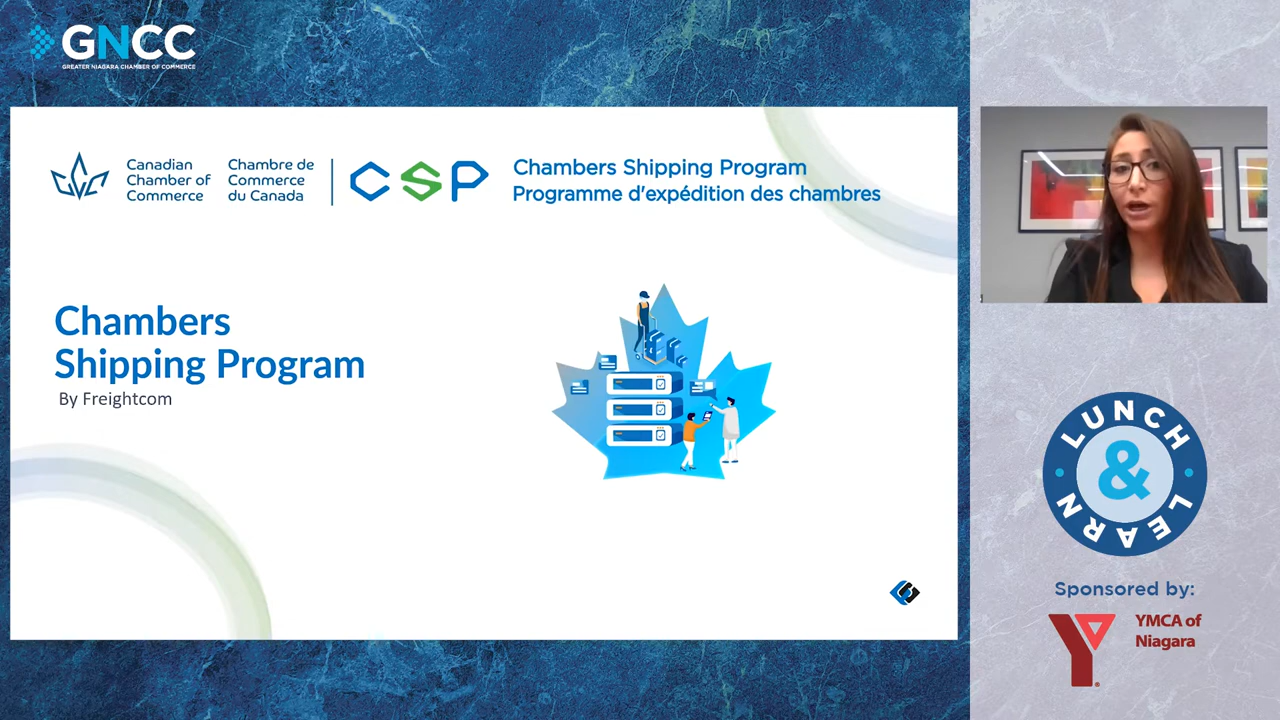 GNCC
GREATER NIAGARA CHAMBER OF COMMERCE
Canadian
Chamber of
Commerce
Chambre de
Commerce
du Canada
CSP
Chambers Shipping Program
Programme d'expédition des chambres
Chambers
Shipping Program
By Freightcom
LUNCH
&
LEARN
Sponsored by:
YMCA of
Niagara